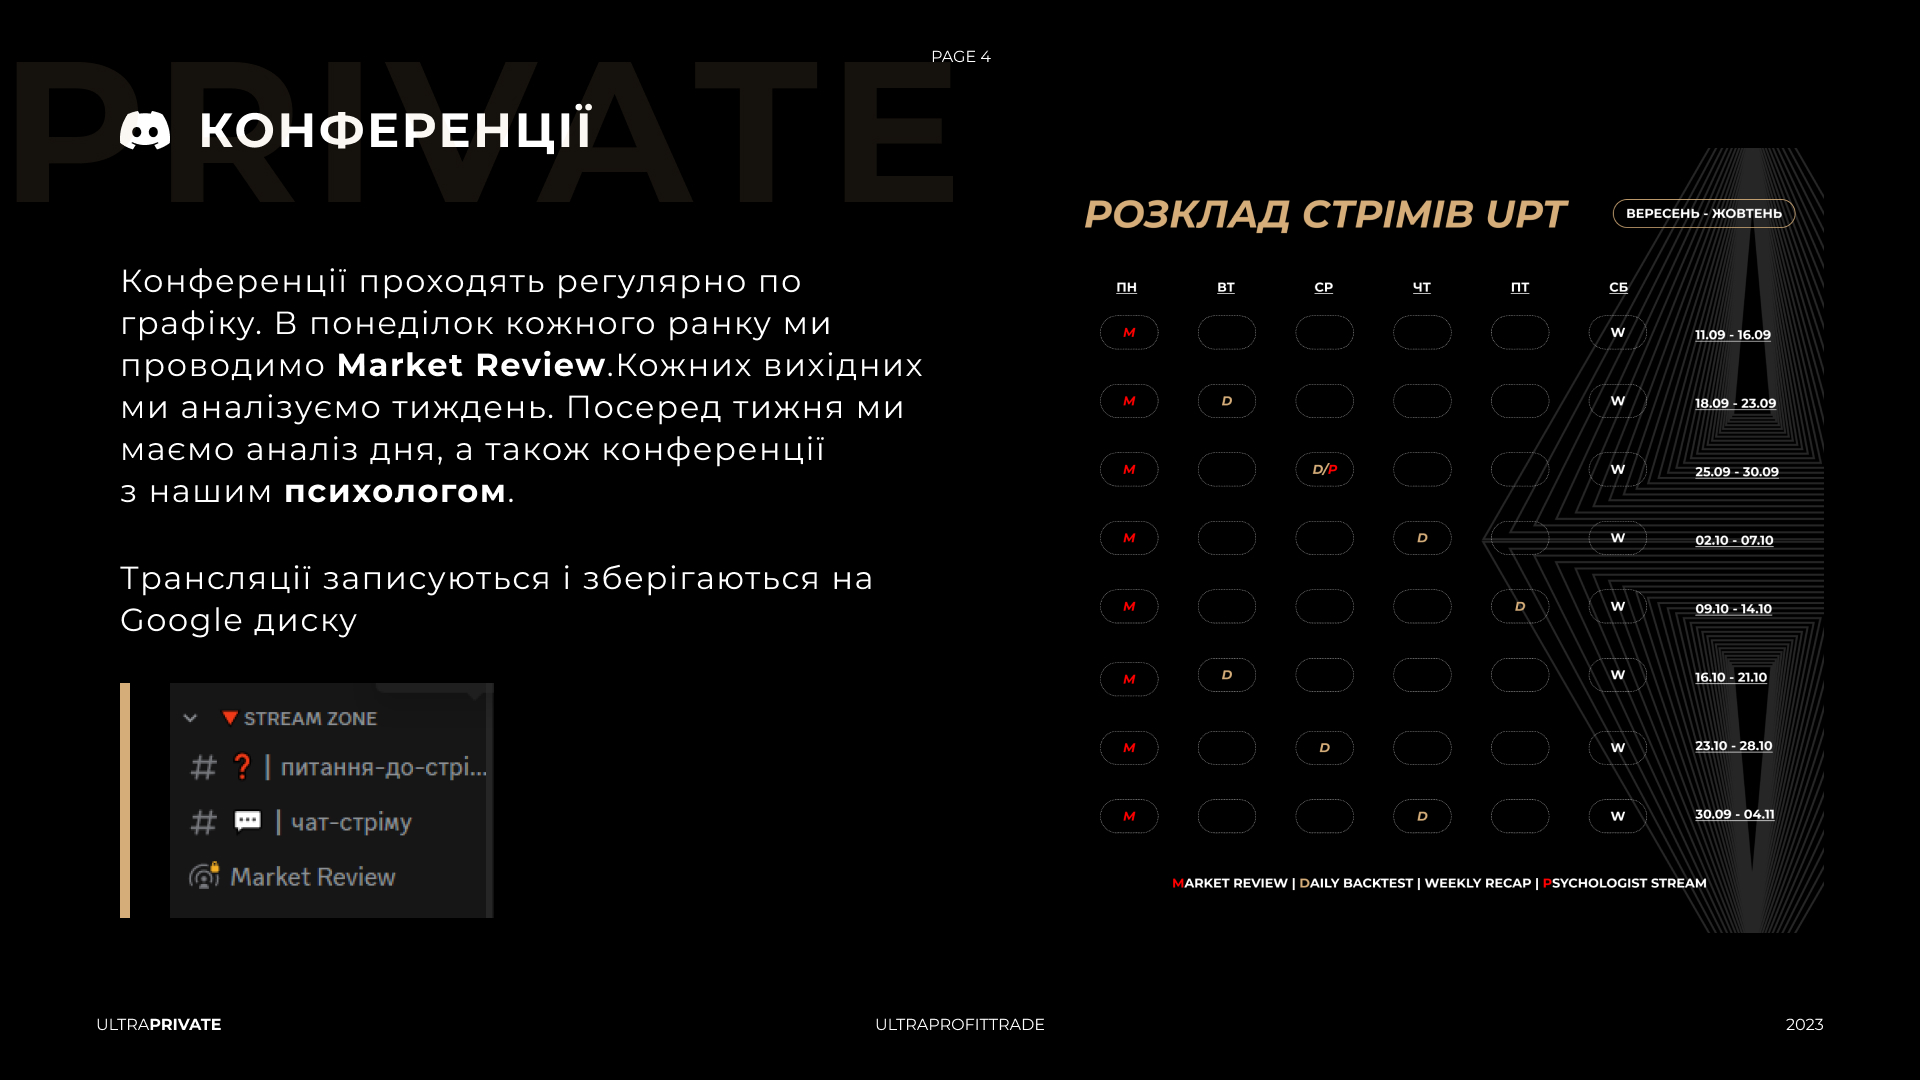 PAGE 4
PRIVATE
КОНФЕРЕНЦІЇ
Конференції проходять регулярно по
графіку. В понеділок кожного ранку ми
проводимо Market Review.Кожних вихідних
ми аналізуємо тиждень. Посеред тижня ми
маємо аналіз дня, а також конференції
з нашим психологом.
Трансляції записуються і зберігаються на
Google диску
STREAM ZONE
# ❓ | питання-до-стрі...
# 💬 | чат-стріму
Market Review
РОЗКЛАД СТРІМІВ UPT
ВЕРЕСЕНЬ - ЖОВТЕНЬ
ПН ВТ СР ЧТ ПТ СБ
M W 11.09 - 16.09
M D W 18.09 - 23.09
M D/P W 25.09 - 30.09
M D W 02.10 - 07.10
M D W 09.10 - 14.10
M D W 16.10 - 21.10
M D W 23.10 - 28.10
M D W 30.09 - 04.11
MARKET REVIEW | DAILY BACKTEST | WEEKLY RECAP | PSYCHOLOGIST STREAM
ULTRAPRIVATE
ULTRAPROFITTRADE
2023